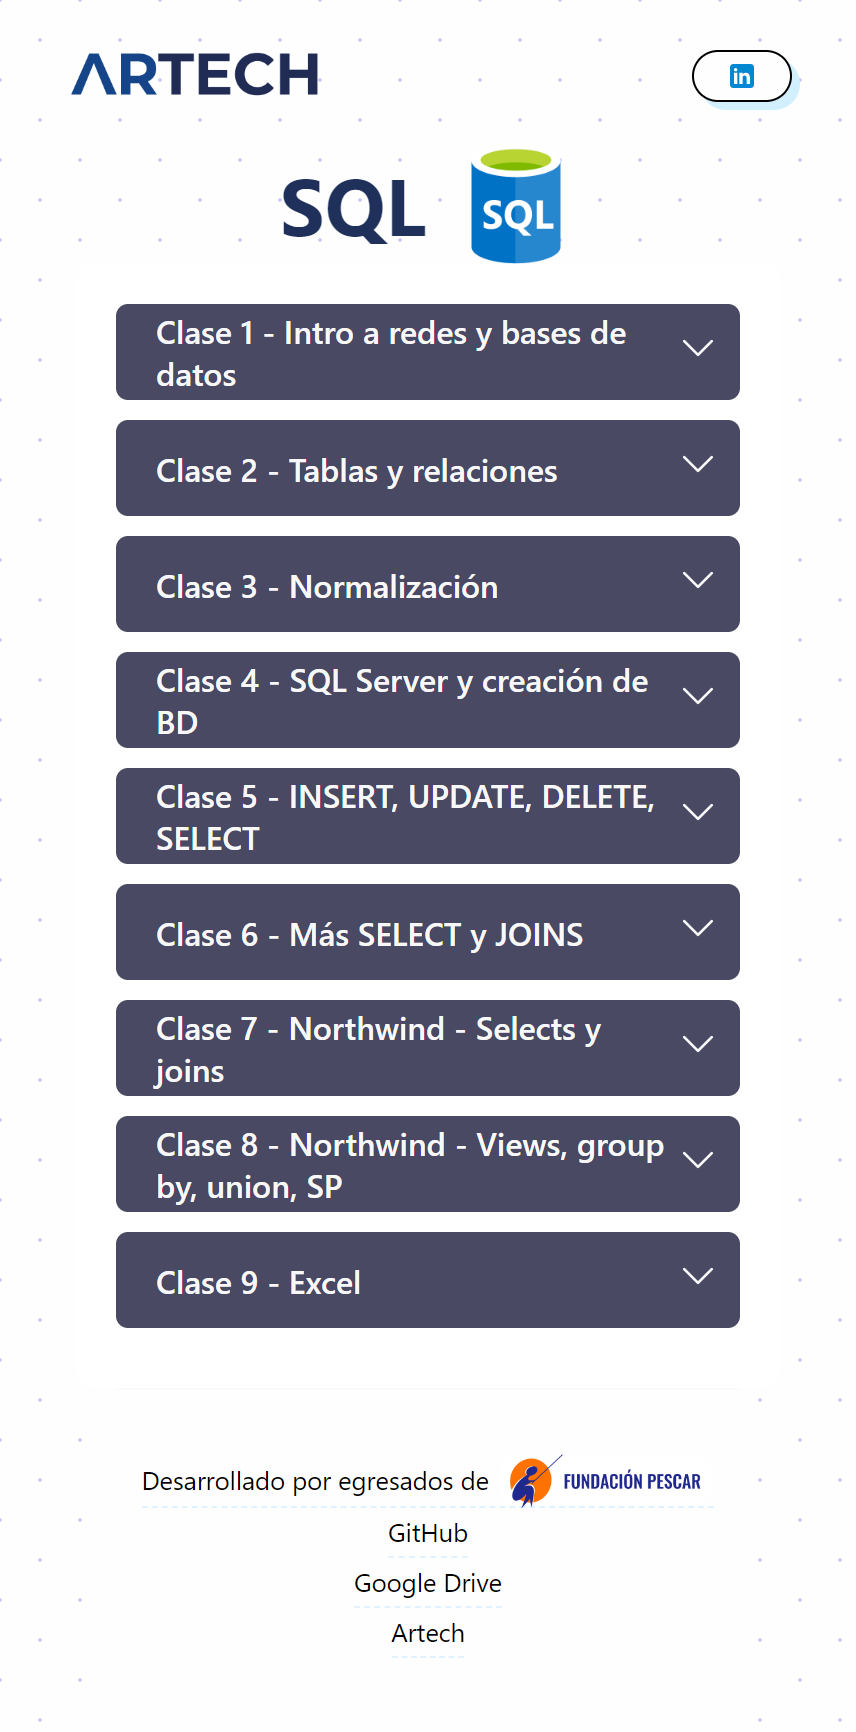 ARTECH
in
SQL
SQL
Clase 1 - Intro a redes y bases de
datos
Clase 2 - Tablas y relaciones
Clase 3 - Normalización
Clase 4 - SQL Server y creación de
BD
Clase 5 - INSERT, UPDATE, DELETE,
SELECT
Clase 6 - Más SELECT y JOINS
Clase 7 - Northwind - Selects y
joins
Clase 8 - Northwind - Views, group
by, union, SP
Clase 9 - Excel
Desarrollado por egresados de FUNDACIÓN PESCAR
GitHub
Google Drive
Artech